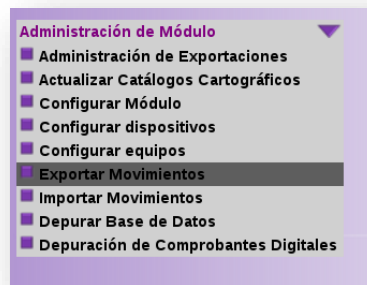 Administración de Módulo
Administración de Exportaciones
Actualizar Catálogos Cartográficos
Configurar Módulo
Configurar dispositivos
Configurar equipos
Exportar Movimientos
Importar Movimientos
Depurar Base de Datos
Depuración de Comprobantes Digitales